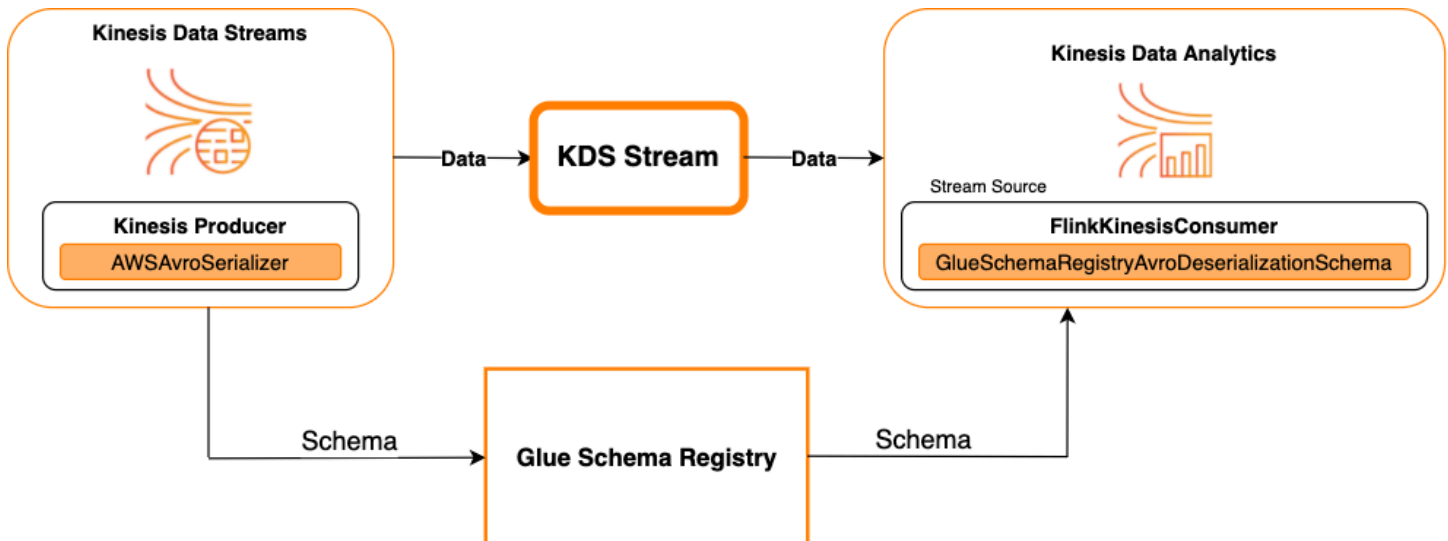 Kinesis Data Streams
Kinesis Producer
AWSAvroSerializer
Data
KDS Stream
Data
Kinesis Data Analytics
Stream Source
FlinkKinesisConsumer
GlueSchemaRegistryAvroDeserializationSchema
Schema
Glue Schema Registry
Schema